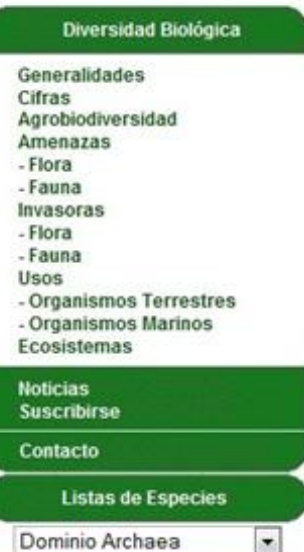 Diversidad Biológica
Generalidades
Cifras
Agrobiodiversidad
Amenazas
- Flora
- Fauna
Invasoras
- Flora
- Fauna
Usos
- Organismos Terrestres
- Organismos Marinos
Ecosistemas
Noticias
Suscribirse
Contacto
Listas de Especies
Dominio Archaea